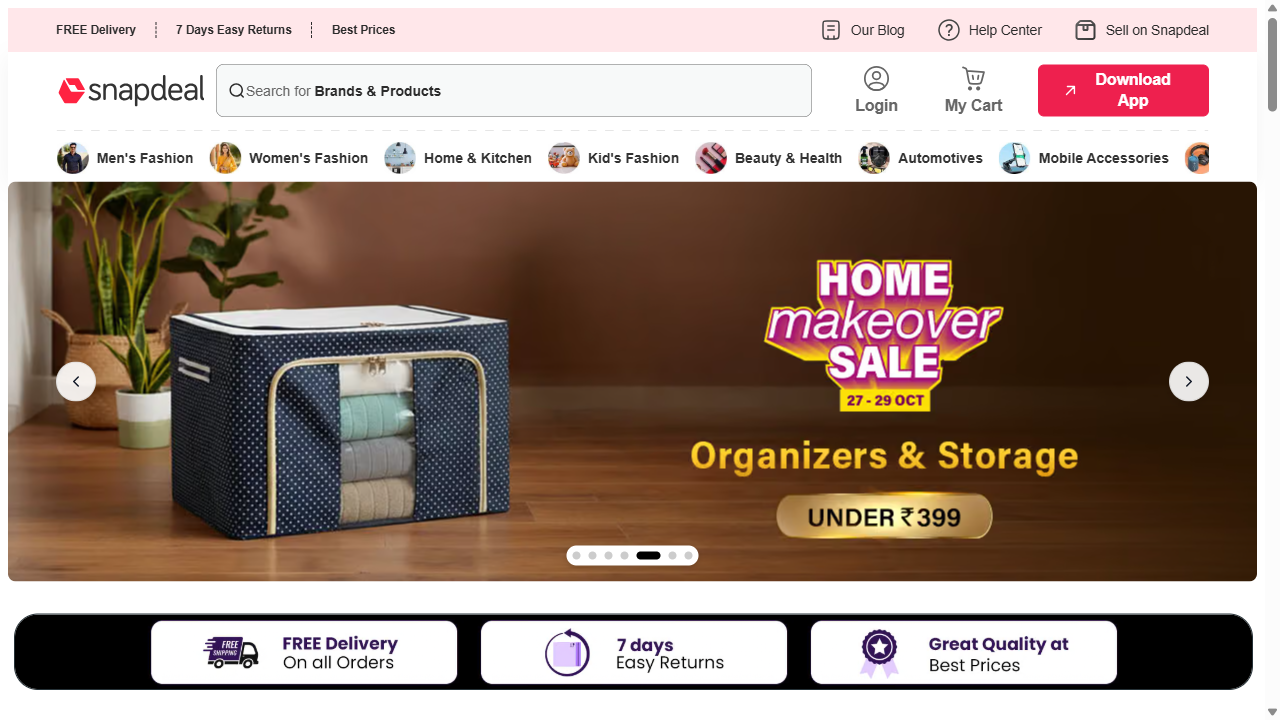 FREE Delivery
7 Days Easy Returns
Best Prices
Our Blog
Help Center
Sell on Snapdeal
snapdeal
Search for Brands & Products
Login
My Cart
Download
App
Men's Fashion
Women's Fashion
Home & Kitchen
Kid's Fashion
Beauty & Health
Automotives
Mobile Accessories
HOME
makeover
SALE
27 - 29 OCT
Organizers & Storage
UNDER ₹399
FREE
SHIPPING
FREE Delivery
On all Orders
7 days
Easy Returns
Great Quality at
Best Prices